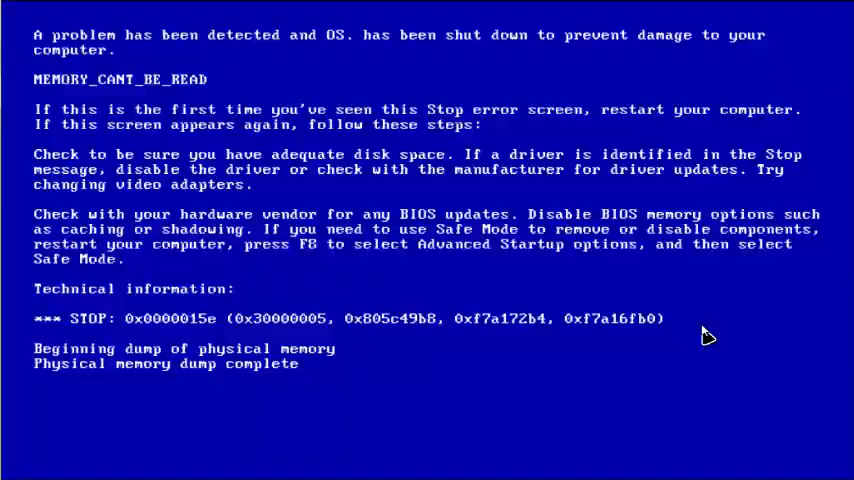 A problem has been detected and OS. has been shut down to prevent damage to your
computer.
MEMORY_CANT_BE_READ
If this is the first time you've seen this Stop error screen, restart your computer.
If this screen appears again, follow these steps:
Check to be sure you have adequate disk space. If a driver is identified in the Stop
message, disable the driver or check with the manufacturer for driver updates. Try
changing video adapters.
Check with your hardware vendor for any BIOS updates. Disable BIOS memory options such
as caching or shadowing. If you need to use Safe Mode to remove or disable components,
restart your computer, press F8 to select Advanced Startup options, and then select
Safe Mode.
Technical information:
*** STOP: 0x0000015e (0x30000005, 0x805c49b8, 0xf7a172b4, 0xf7a16fb0)
Beginning dump of physical memory
Physical memory dump complete